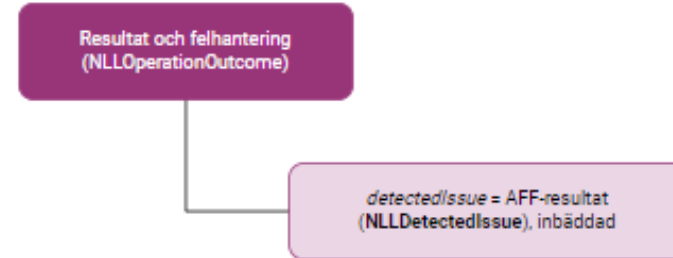 Resultat och felhantering
(NLLOperationOutcome)
detectedIssue = AFF-resultat
(NLLDetectedIssue), inbäddad